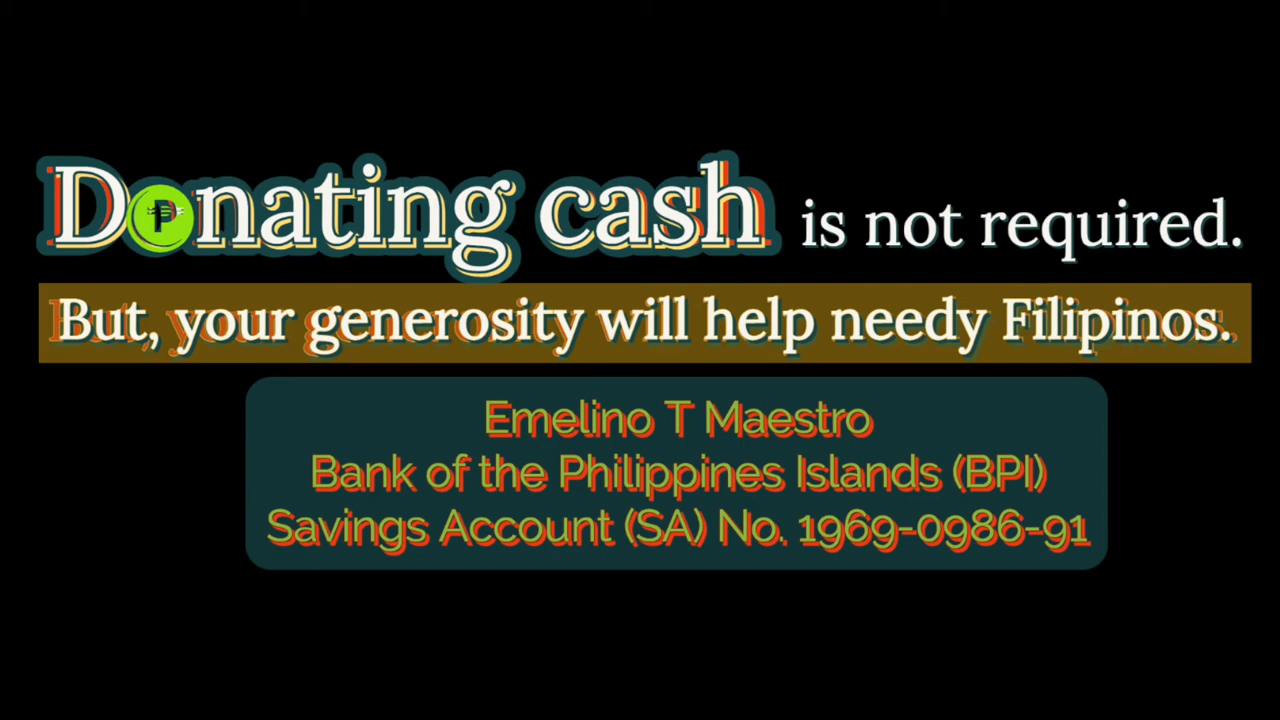 Donating cash is not required.
But, your generosity will help needy Filipinos.
Emelino T Maestro
Bank of the Philippines Islands (BPI)
Savings Account (SA) No. 1969-0986-91